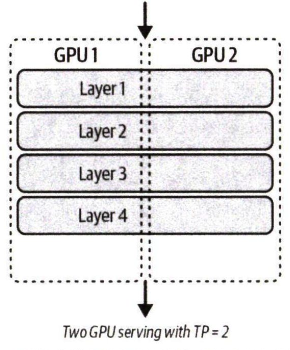 GPU 1 GPU 2
Layer 1
Layer 2
Layer 3
Layer 4
Two GPU serving with TP = 2